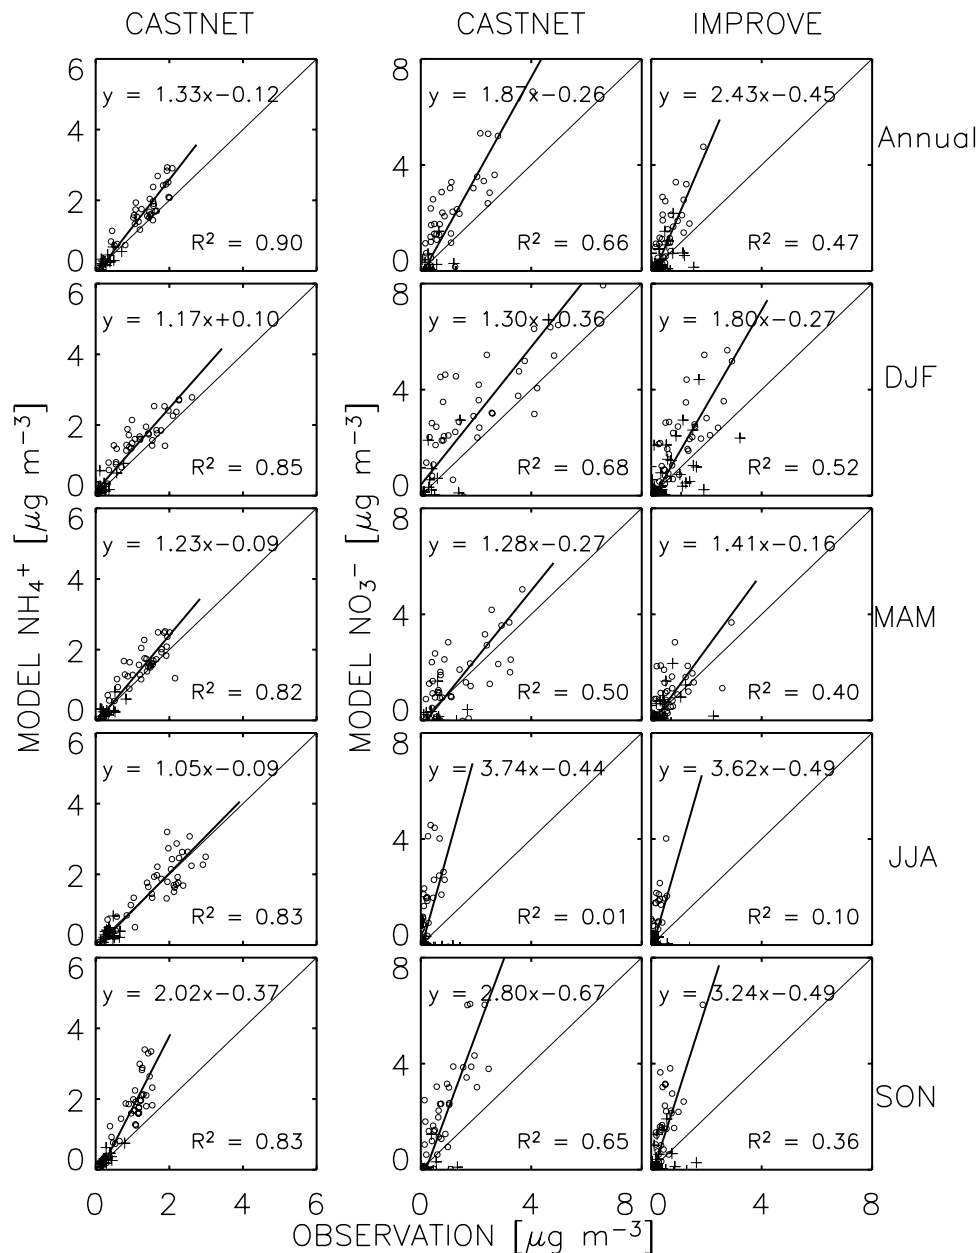 CASTNET CASTNET IMPROVE
6 8
y = 1.33x−0.12 y = 1.87x−0.26 y = 2.43x−0.45
4 4 Annual
2
R² = 0.90 R² = 0.66 R² = 0.47
0 0
6 8
y = 1.17x+0.10 y = 1.30x+0.36 y = 1.80x−0.27
4 4 DJF
2
R² = 0.85 R² = 0.68 R² = 0.52
0 0
6 8
y = 1.23x−0.09 y = 1.28x−0.27 y = 1.41x−0.16
4 4 MAM
2
R² = 0.82 R² = 0.50 R² = 0.40
0 0
6 8
y = 1.05x−0.09 y = 3.74x−0.44 y = 3.62x−0.49
4 4 JJA
2
R² = 0.83 R² = 0.01 R² = 0.10
0 0
6 8
y = 2.02x−0.37 y = 2.80x−0.67 y = 3.24x−0.49
4 4 SON
2
R² = 0.83 R² = 0.65 R² = 0.36
0 0
0 2 4 6 0 4 8 4 8
OBSERVATION [μg m⁻³]
MODEL NH₄⁺ [μg m⁻³]
MODEL NO₃⁻ [μg m⁻³]